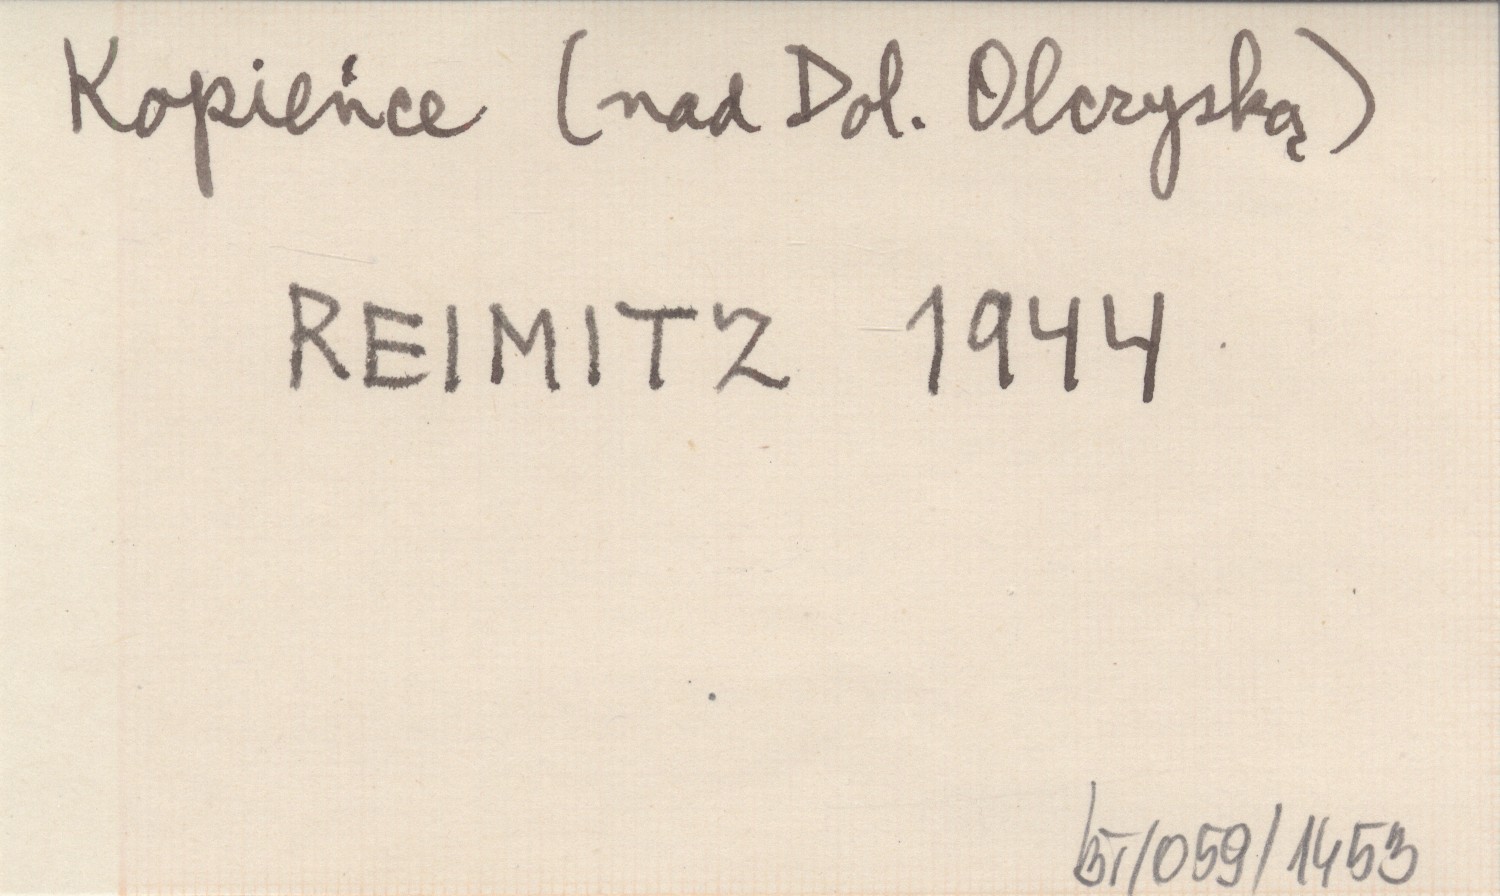 Kopieńce (nad Dol. Olczyską)
REIMITZ 1944
BT/059/1453